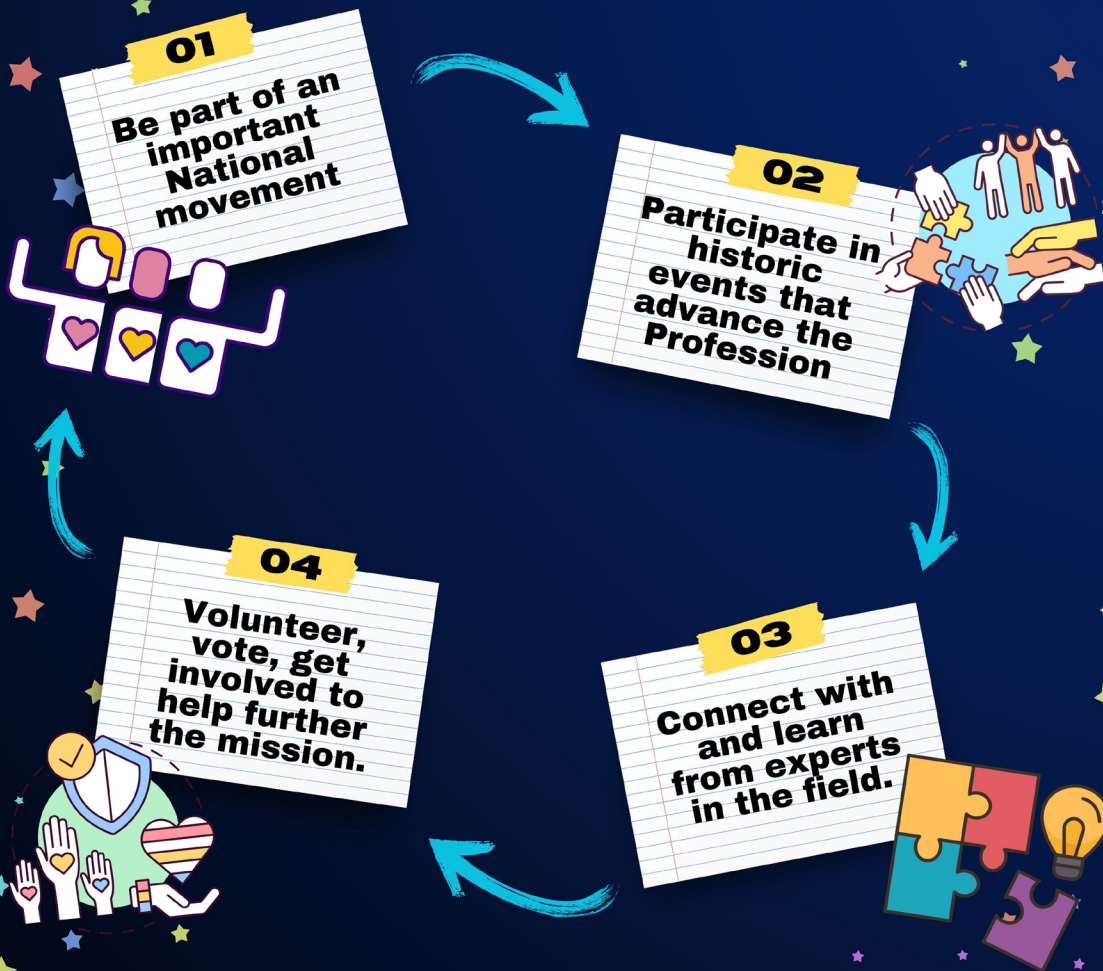 01
Be part of an
important
National
movement
02
Participate in
historic
events that
advance the
Profession
03
Connect with
and learn
from experts
in the field.
04
Volunteer,
vote, get
involved to
help further
the mission.